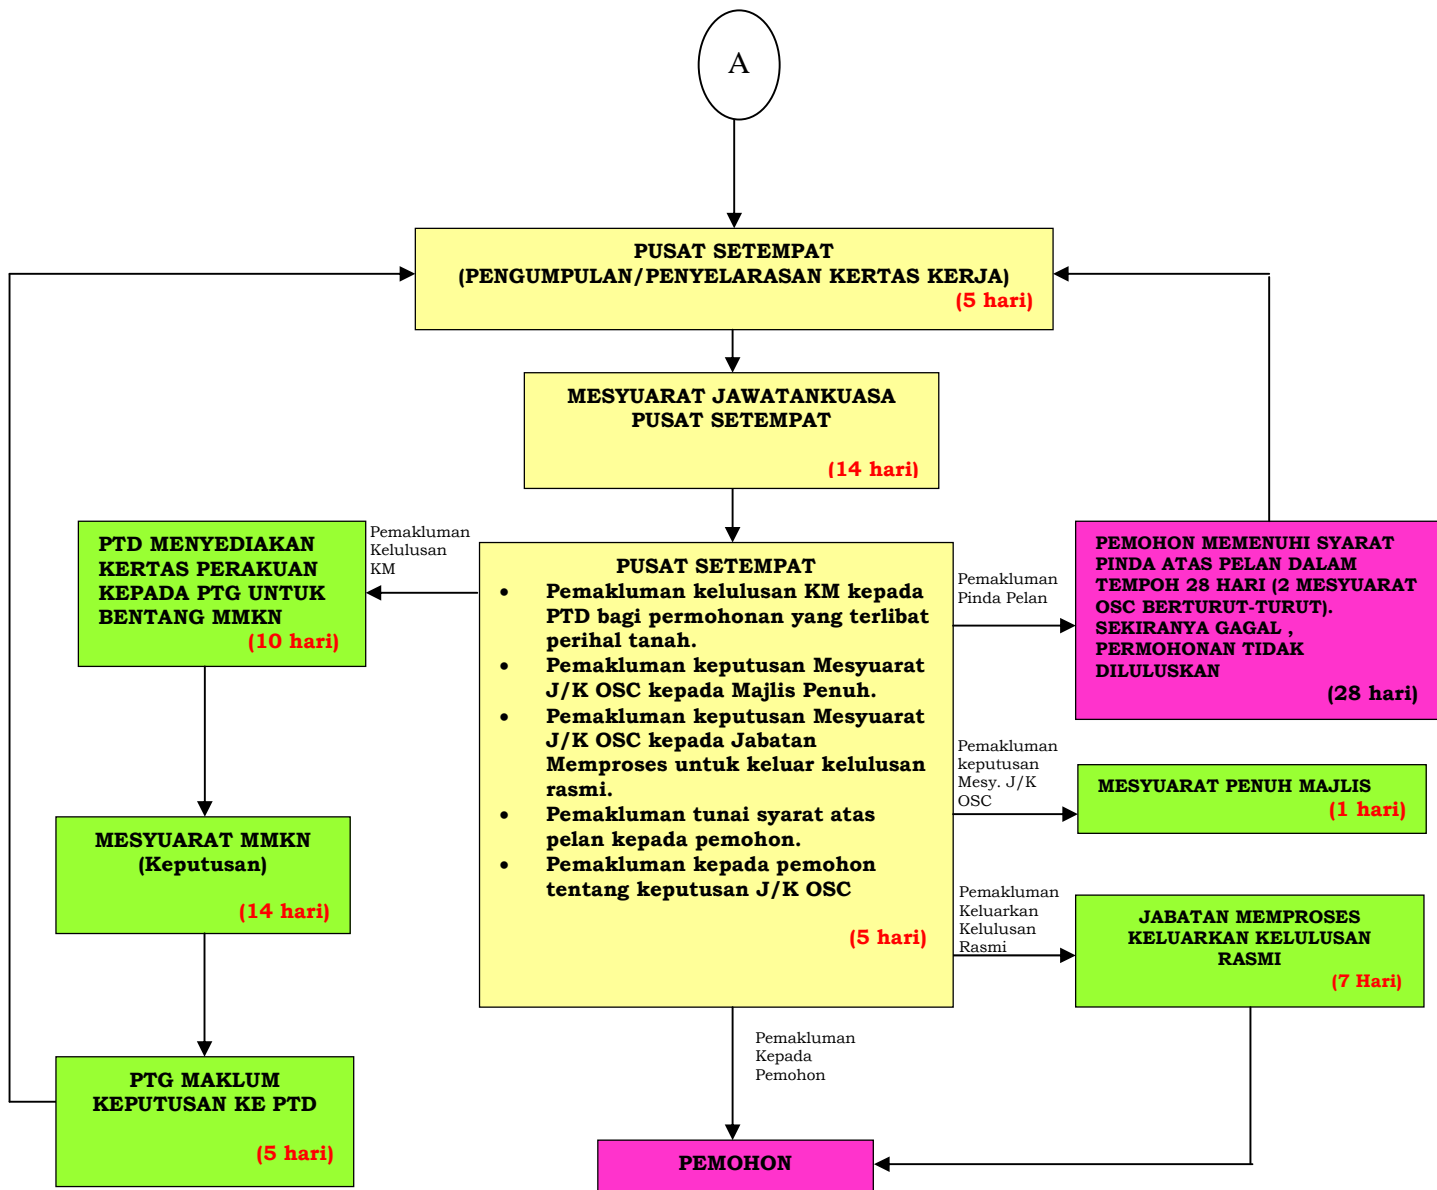 A
PUSAT SETEMPAT
(PENGUMPULAN/PENYELARASAN KERTAS KERJA)
(5 hari)
MESYUARAT JAWATANKUASA
PUSAT SETEMPAT
(14 hari)
PTD MENYEDIAKAN
KERTAS PERAKUAN
KEPADA PTG UNTUK
BENTANG MMKN
(10 hari)
Pemakluman
Kelulusan
KM
PUSAT SETEMPAT
• Pemakluman kelulusan KM kepada
PTD bagi permohonan yang terlibat
perihal tanah.
• Pemakluman keputusan Mesyuarat
J/K OSC kepada Majlis Penuh.
• Pemakluman keputusan Mesyuarat
J/K OSC kepada Jabatan
Memproses untuk keluar kelulusan
rasmi.
• Pemakluman tunai syarat atas
pelan kepada pemohon.
• Pemakluman kepada pemohon
tentang keputusan J/K OSC
(5 hari)
Pemakluman
Pinda Pelan
PEMOHON MEMENUHI SYARAT
PINDA ATAS PELAN DALAM
TEMPOH 28 HARI (2 MESYUARAT
OSC BERTURUT-TURUT).
SEKIRANYA GAGAL ,
PERMOHONAN TIDAK
DILULUSKAN
(28 hari)
Pemakluman
keputusan
Mesy. J/K
OSC
MESYUARAT PENUH MAJLIS
(1 hari)
MESYUARAT MMKN
(Keputusan)
(14 hari)
Pemakluman
Keluarkan
Kelulusan
Rasmi
JABATAN MEMPROSES
KELUARKAN KELULUSAN
RASMI
(7 Hari)
PTG MAKLUM
KEPUTUSAN KE PTD
(5 hari)
Pemakluman
Kepada
Pemohon
PEMOHON